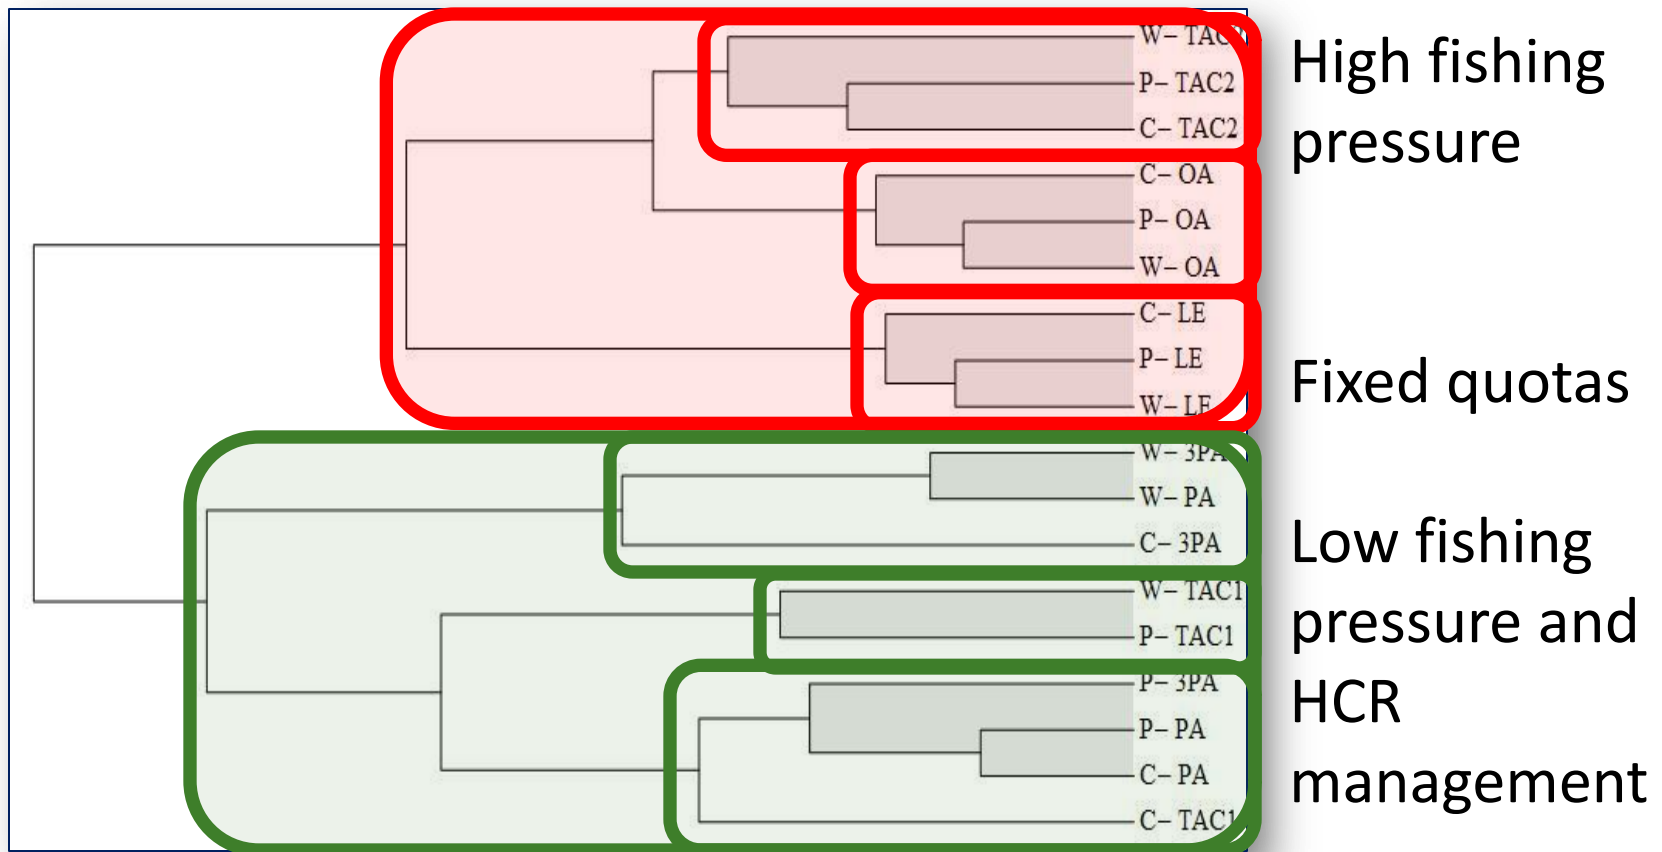 W– TAC2
P– TAC2
C– TAC2
C– OA
P– OA
W– OA
C– LE
P– LE
W– LE
W– 3PA
W– PA
C– 3PA
W– TAC1
P– TAC1
P– 3PA
P– PA
C– PA
C– TAC1
High fishing
pressure
Fixed quotas
Low fishing
pressure and
HCR
management